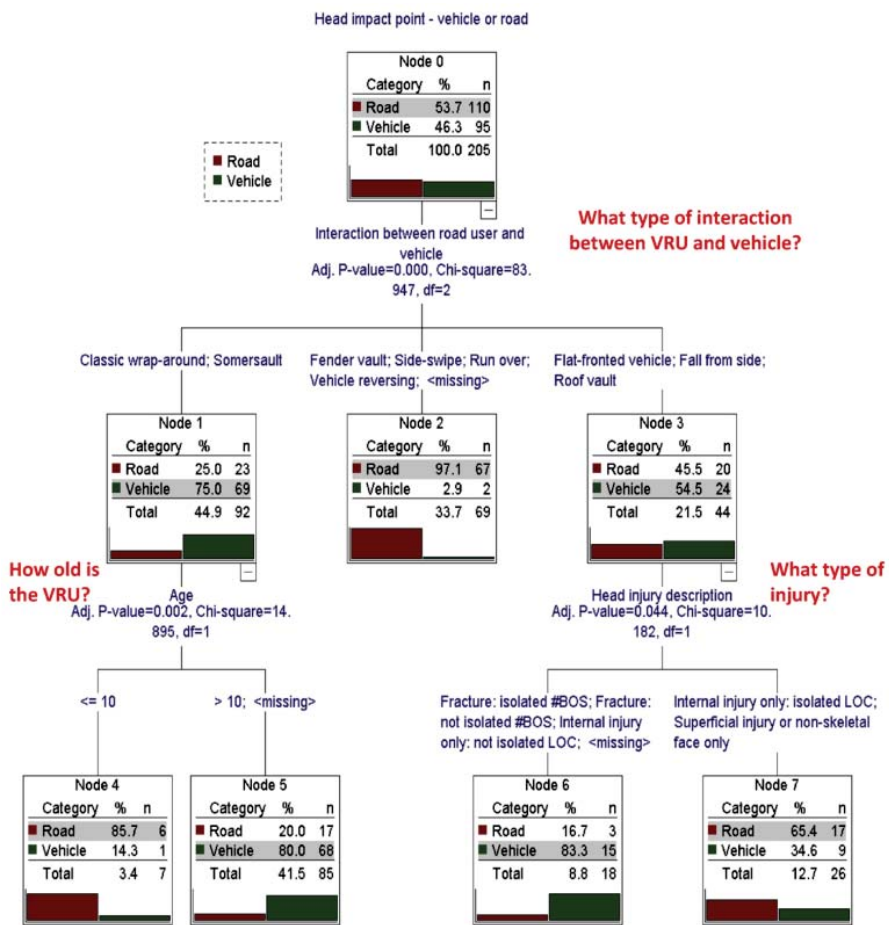 Head impact point - vehicle or road
Node 0
Category % n
Road 53.7 110
Vehicle 46.3 95
Total 100.0 205
Road
Vehicle
Interaction between road user and
vehicle
Adj. P-value=0.000, Chi-square=83.
947, df=2
What type of interaction
between VRU and vehicle?
Classic wrap-around; Somersault
Fender vault; Side-swipe; Run over;
Vehicle reversing; <missing>
Flat-fronted vehicle; Fall from side;
Roof vault
Node 1
Category % n
Road 25.0 23
Vehicle 75.0 69
Total 44.9 92
Node 2
Category % n
Road 97.1 67
Vehicle 2.9 2
Total 33.7 69
Node 3
Category % n
Road 45.5 20
Vehicle 54.5 24
Total 21.5 44
How old is
the VRU?
Age
Adj. P-value=0.002, Chi-square=14.
895, df=1
Head injury description
Adj. P-value=0.044, Chi-square=10.
182, df=1
What type of
injury?
<= 10
> 10; <missing>
Fracture: isolated #BOS; Fracture:
not isolated #BOS; Internal injury
only: not isolated LOC; <missing>
Internal injury only: isolated LOC;
Superficial injury or non-skeletal
face only
Node 4
Category % n
Road 85.7 6
Vehicle 14.3 1
Total 3.4 7
Node 5
Category % n
Road 20.0 17
Vehicle 80.0 68
Total 41.5 85
Node 6
Category % n
Road 16.7 3
Vehicle 83.3 15
Total 8.8 18
Node 7
Category % n
Road 65.4 17
Vehicle 34.6 9
Total 12.7 26